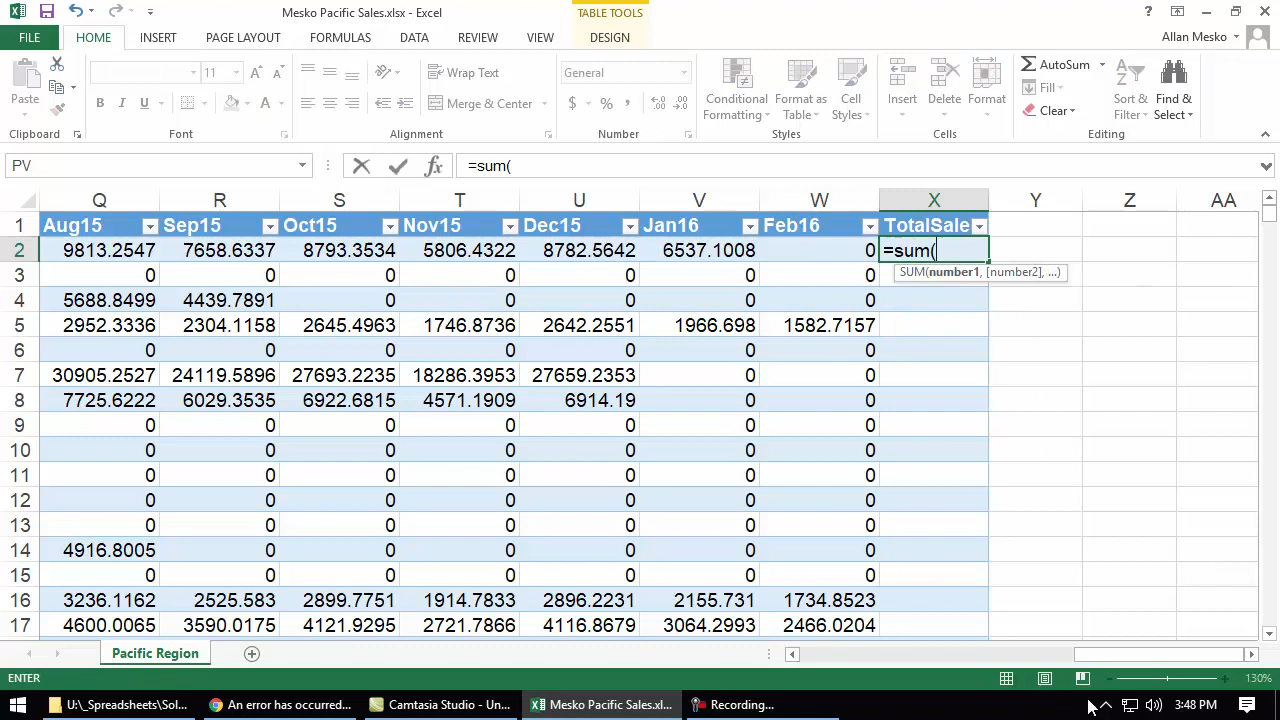 Mesko Pacific Sales.xlsx - Excel
TABLE TOOLS
?
FILE HOME INSERT PAGE LAYOUT FORMULAS DATA REVIEW VIEW DESIGN
Allan Mesko
Paste
11
Wrap Text
Merge & Center
General
$ % ,
B I U
A A
Conditional Formatting
Format as Table
Cell Styles
Insert
Delete
Format
AutoSum
Fill
Clear
Sort & Filter
Find & Select
Clipboard Font Alignment Number Styles Cells Editing
PV fx =sum(
Q R S T U V W X Y Z AA
1 Aug15 Sep15 Oct15 Nov15 Dec15 Jan16 Feb16 TotalSale
2 9813.2547 7658.6337 8793.3534 5806.4322 8782.5642 6537.1008 0 =sum(
SUM(number1, [number2], ...)
3 0 0 0 0 0 0 0
4 5688.8499 4439.7891 0 0 0 0 0
5 2952.3336 2304.1158 2645.4963 1746.8736 2642.2551 1966.698 1582.7157
6 0 0 0 0 0 0 0
7 30905.2527 24119.5896 27693.2235 18286.3953 27659.2353 0 0
8 7725.6222 6029.3535 6922.6815 4571.1909 6914.19 0 0
9 0 0 0 0 0 0 0
10 0 0 0 0 0 0 0
11 0 0 0 0 0 0 0
12 0 0 0 0 0 0 0
13 0 0 0 0 0 0 0
14 4916.8005 0 0 0 0 0 0
15 0 0 0 0 0 0 0
16 3236.1162 2525.583 2899.7751 1914.7833 2896.2231 2155.731 1734.8523
17 4600.0065 3590.0175 4121.9295 2721.7866 4116.8679 3064.2993 2466.0204
Pacific Region
ENTER 130%
U:\_Spreadsheets\Sol... An error has occurred... Camtasia Studio - Un... Mesko Pacific Sales.xl... Recording... 3:48 PM